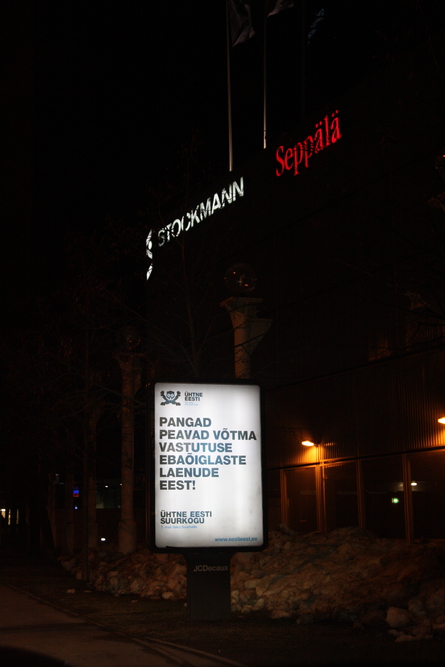 Seppälä
STOCKMANN
ÜHTNE
EESTI
PANGAD
PEAVAD VÕTMA
VASTUTUSE
EBAÕIGLASTE
LAENUDE
EEST!
ÜHTNE EESTI
SUURKOGU
JCDecaux